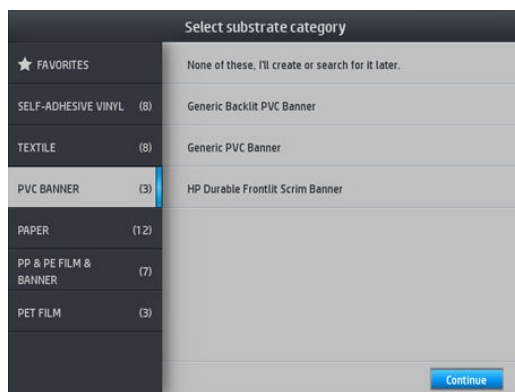 Select substrate category
FAVORITES
SELF-ADHESIVE VINYL (8)
TEXTILE (8)
PVC BANNER (3)
PAPER (12)
PP & PE FILM &
BANNER (7)
PET FILM (3)
None of these, I'll create or search for it later.
Generic Backlit PVC Banner
Generic PVC Banner
HP Durable Frontlit Scrim Banner
Continue